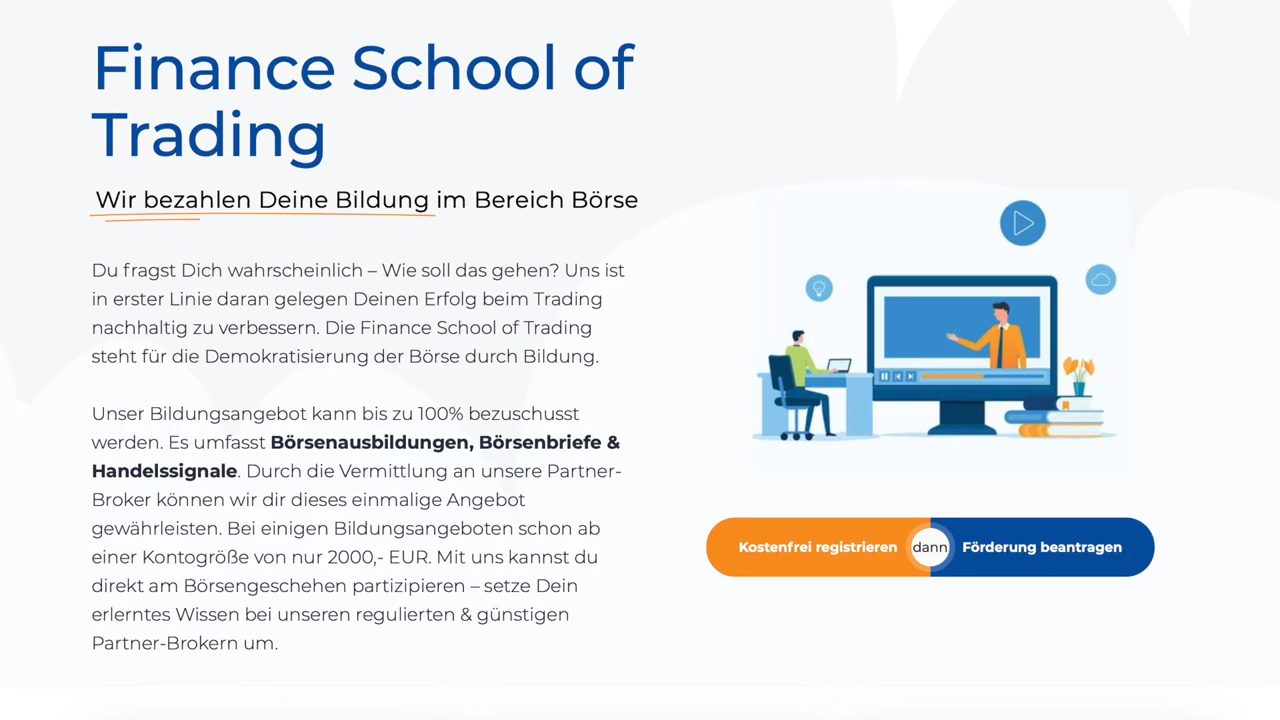 Finance School of
Trading
Wir bezahlen Deine Bildung im Bereich Börse
Du fragst Dich wahrscheinlich – Wie soll das gehen? Uns ist
in erster Linie daran gelegen Deinen Erfolg beim Trading
nachhaltig zu verbessern. Die Finance School of Trading
steht für die Demokratisierung der Börse durch Bildung.
Unser Bildungsangebot kann bis zu 100% bezuschusst
werden. Es umfasst Börsenausbildungen, Börsenbriefe &
Handelssignale. Durch die Vermittlung an unsere Partner-
Broker können wir dir dieses einmalige Angebot
gewährleisten. Bei einigen Bildungsangeboten schon ab
einer Kontogröße von nur 2000,- EUR. Mit uns kannst du
direkt am Börsengeschehen partizipieren – setze Dein
erlerntes Wissen bei unseren regulierten & günstigen
Partner-Brokern um.
Kostenfrei registrieren dann Förderung beantragen